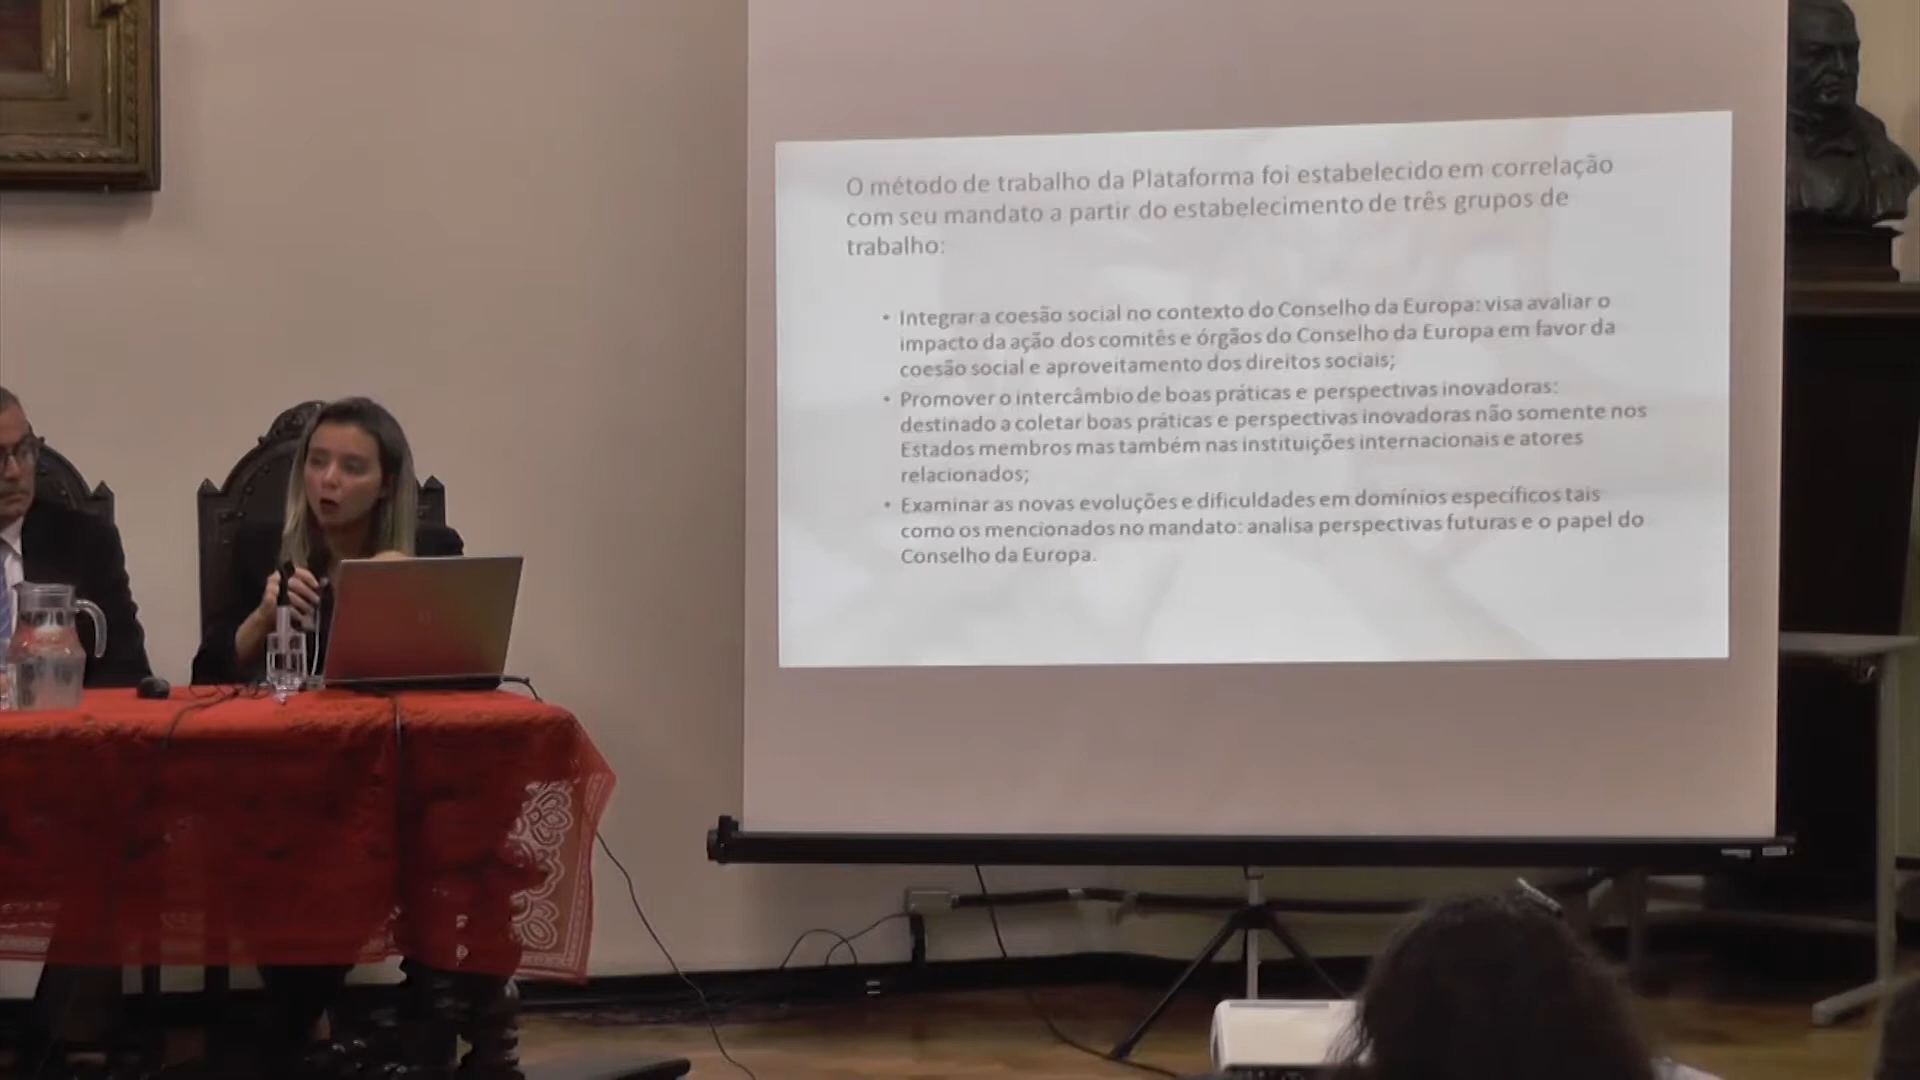 O método de trabalho da Plataforma foi estabelecido em correlação
com seu mandato a partir do estabelecimento de três grupos de
trabalho:
• Integrar a coesão social no contexto do Conselho da Europa: visa avaliar o
impacto da ação dos comitês e órgãos do Conselho da Europa em favor da
coesão social e aproveitamento dos direitos sociais;
• Promover o intercâmbio de boas práticas e perspectivas inovadoras:
destinado a coletar boas práticas e perspectivas inovadoras não somente nos
Estados membros mas também nas instituições internacionais e atores
relacionados;
• Examinar as novas evoluções e dificuldades em domínios específicos tais
como os mencionados no mandato: analisa perspectivas futuras e o papel do
Conselho da Europa.